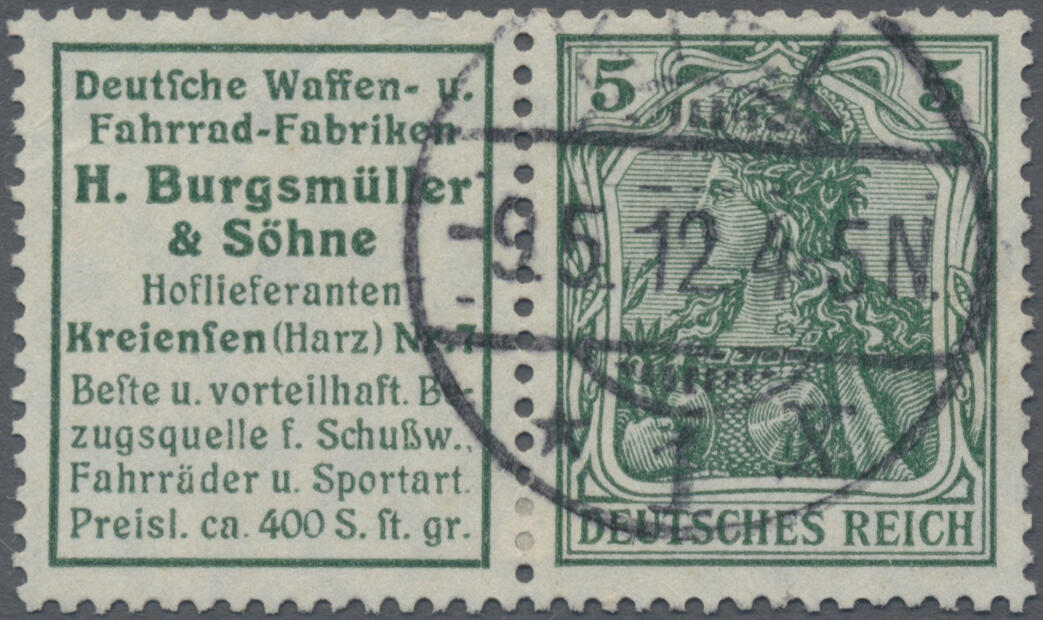 Deutſche Waffen- u.
Fahrrad-Fabriken
H. Burgsmüller
& Söhne
Hoflieferanten
Kreienſen (Harz) Nr. 7
Beſte u. vorteilhaft. Be-
zugsquelle f. Schußw.,
Fahrräder u. Sportart.
Preisl. ca. 400 S. ſt. gr.
5 5
DEUTSCHES REICH
-9.5.12.4-5N.
* 1 *